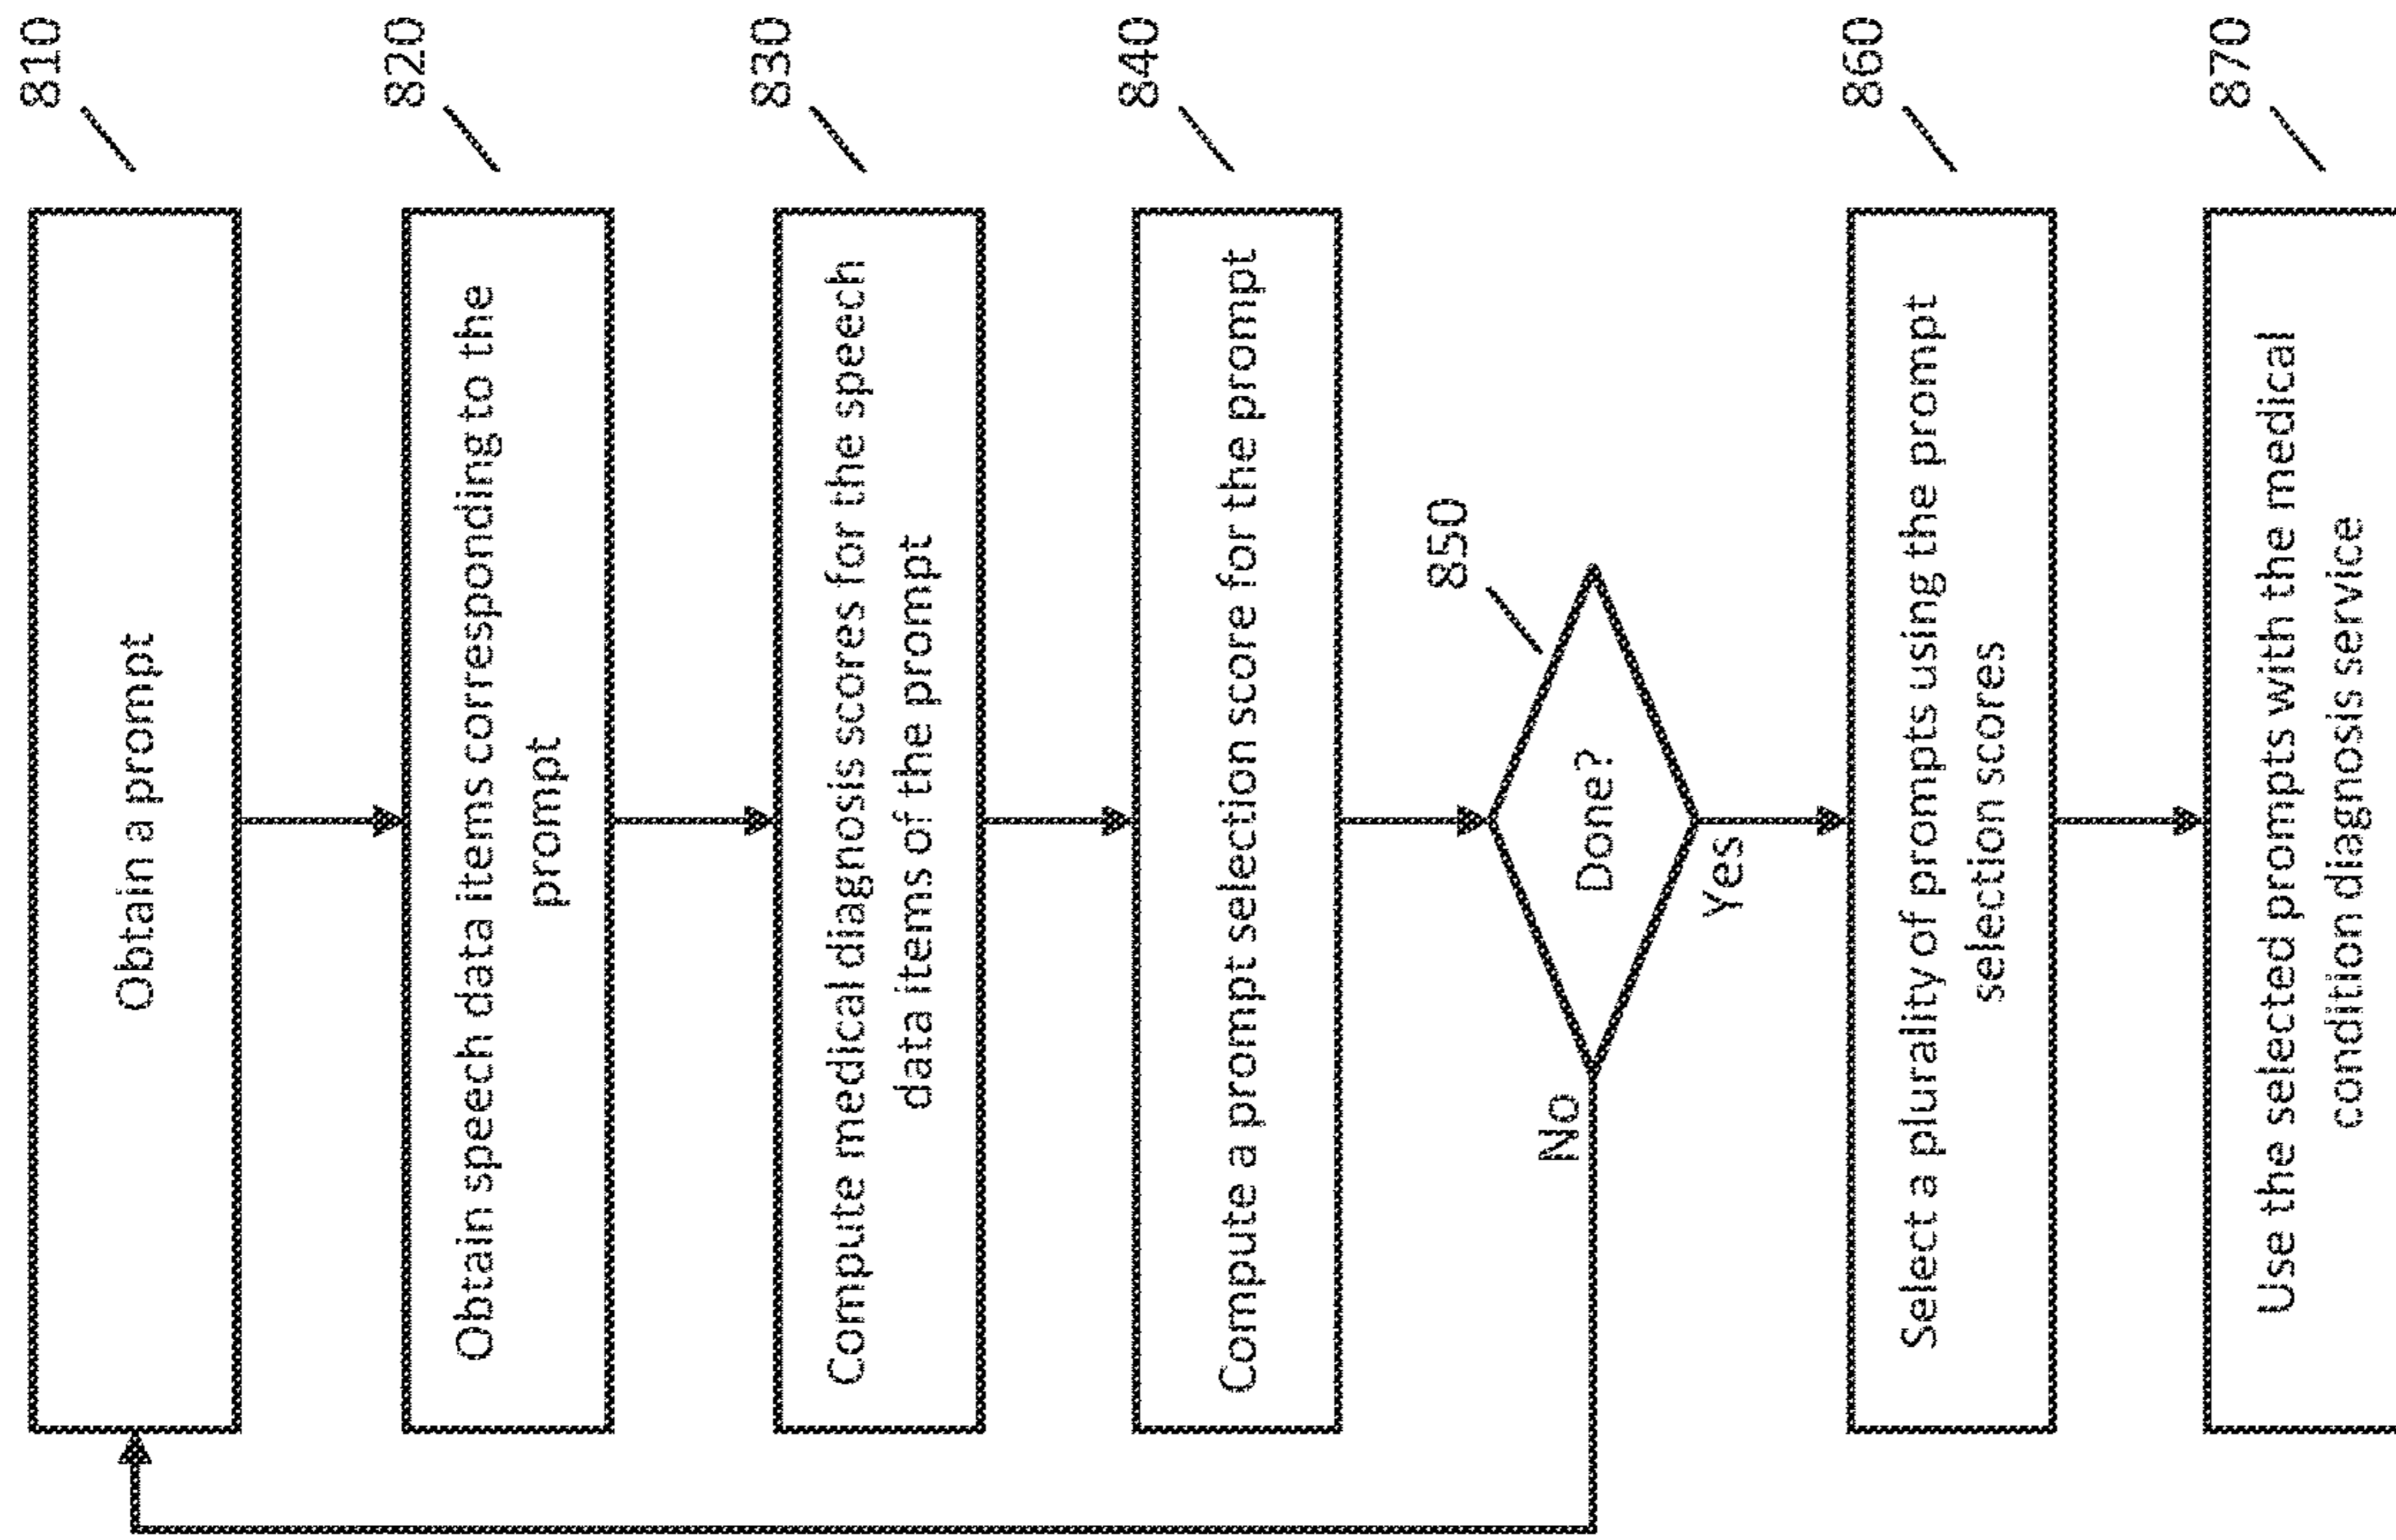 810
Obtain a prompt
820
Obtain speech data items corresponding to the
prompt
830
Compute medical diagnosis scores for the speech
data items of the prompt
840
Compute a prompt selection score for the prompt
850
Done?
No
Yes
860
Select a plurality of prompts using the prompt
selection scores
870
Use the selected prompts with the medical
condition diagnosis service